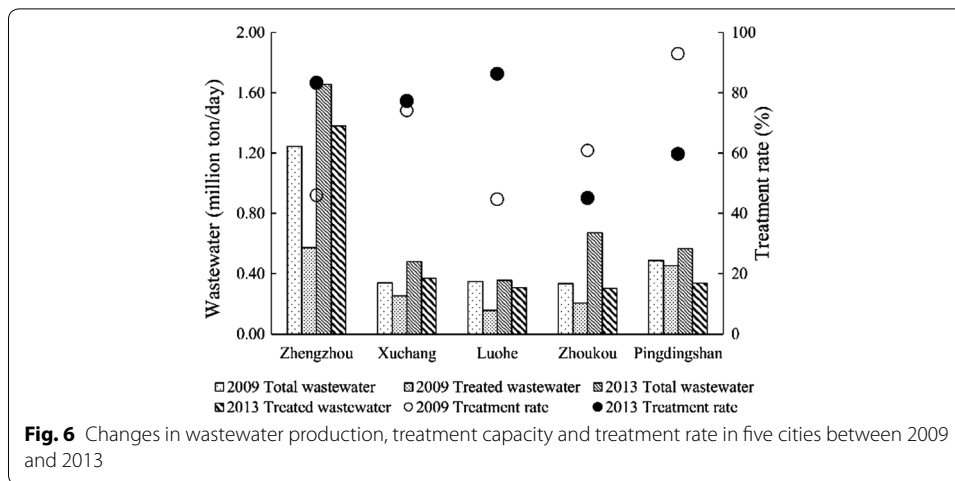 2.00
1.60
1.20
0.80
0.40
0.00
Wastewater (million ton/day)
100
80
60
40
20
0
Treatment rate (%)
Zhengzhou Xuchang Luohe Zhoukou Pingdingshan
2009 Total wastewater 2009 Treated wastewater 2013 Total wastewater
2013 Treated wastewater 2009 Treatment rate 2013 Treatment rate
Fig. 6 Changes in wastewater production, treatment capacity and treatment rate in five cities between 2009
and 2013